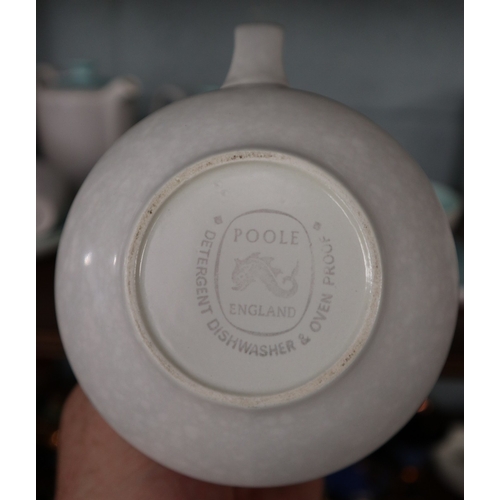 POOLE
ENGLAND
* DETERGENT DISHWASHER & OVEN PROOF *